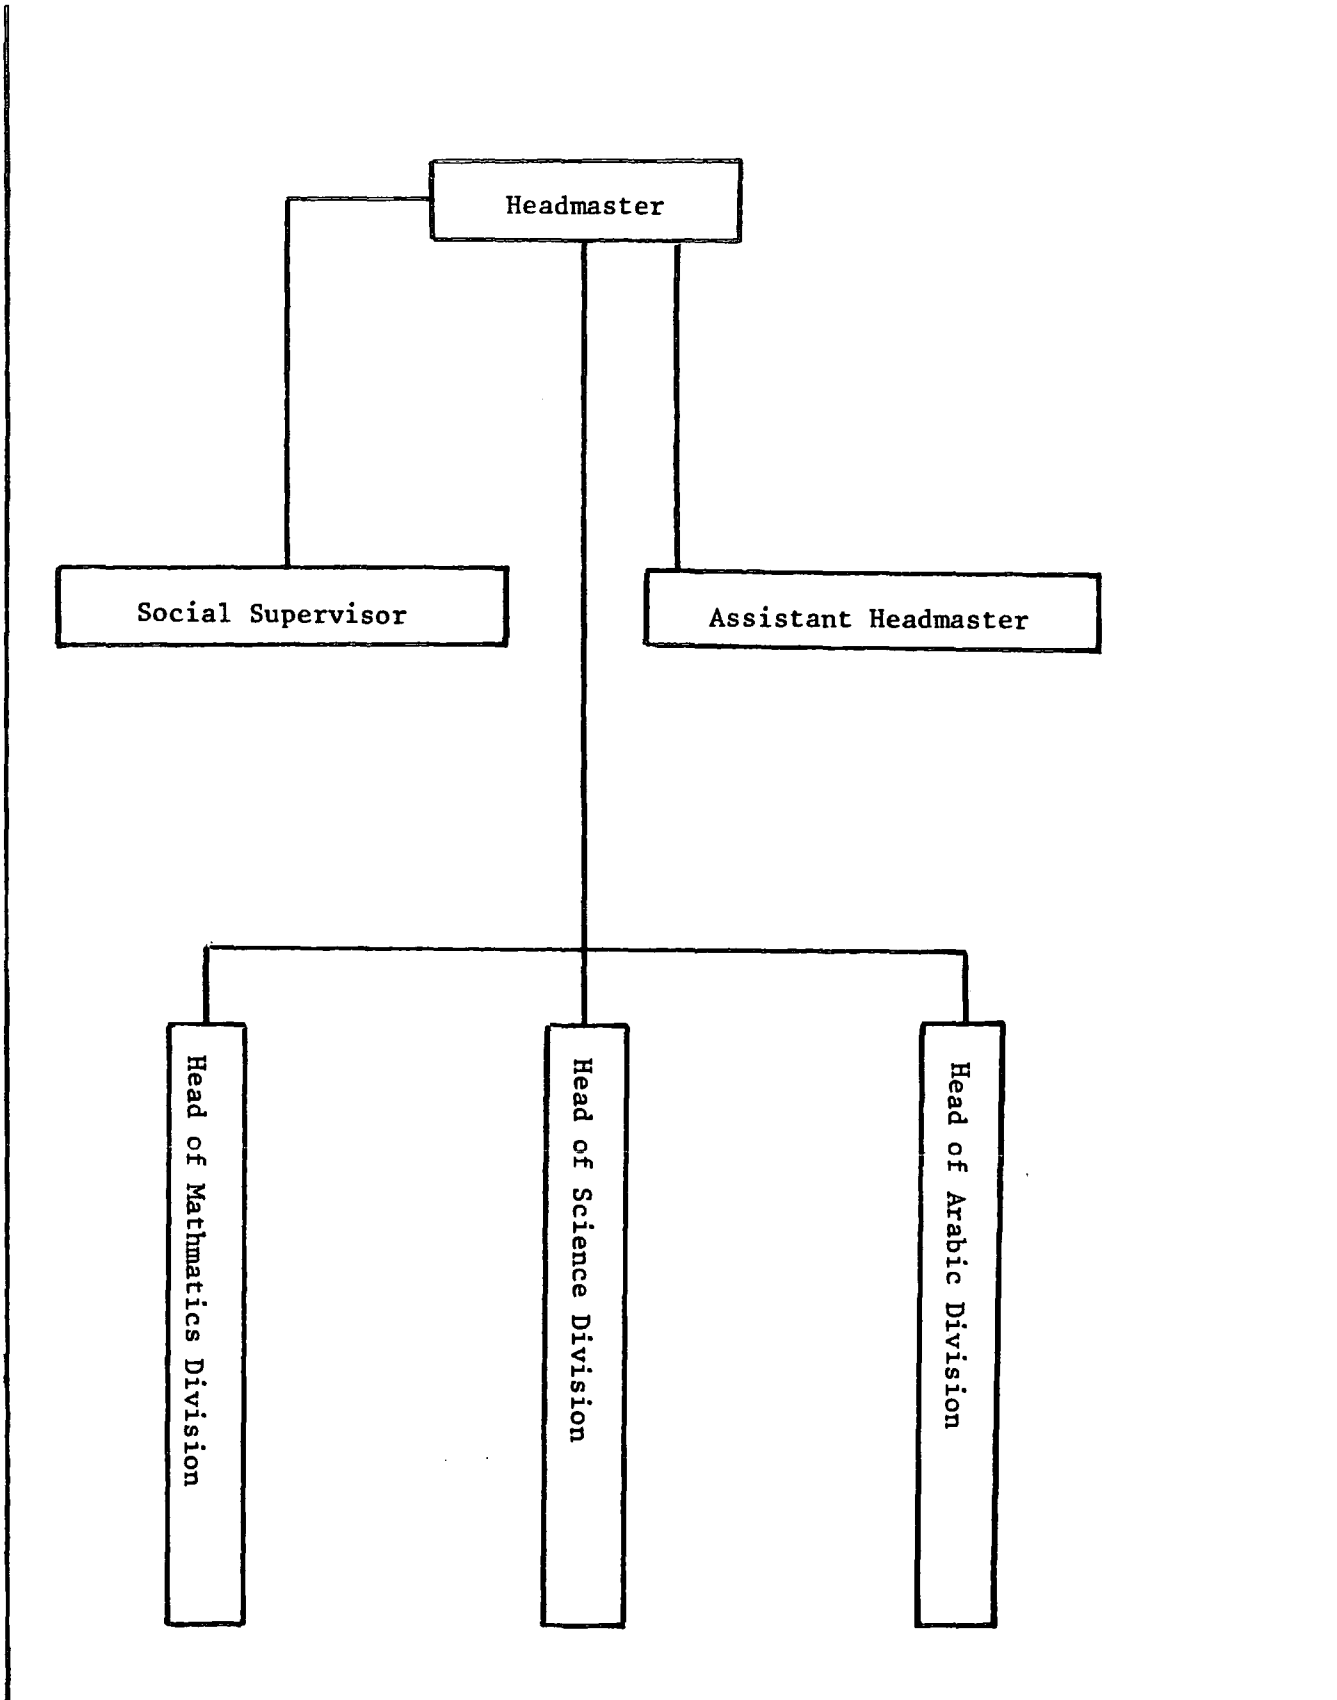 Headmaster
Social Supervisor
Assistant Headmaster
Head of Mathmatics Division
Head of Science Division
Head of Arabic Division